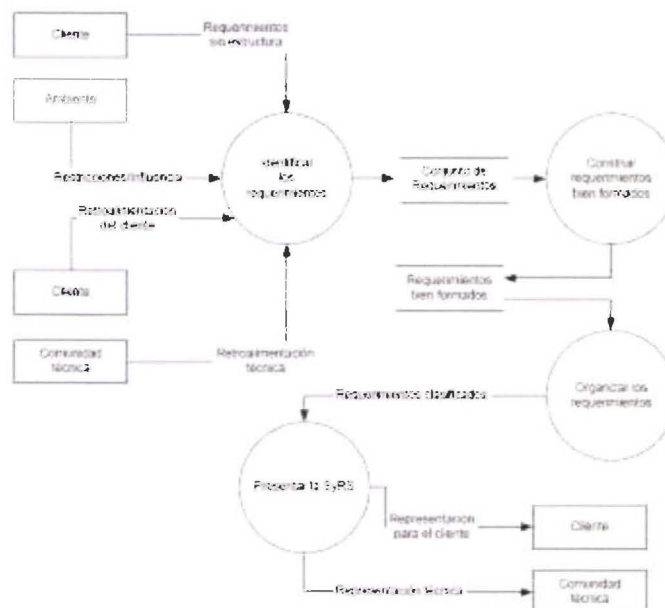 Cliente
Requerimientos
sin estructura
Ambiente
Restricciones/influencia
Identificar
los
requerimientos
Conjunto de
Requerimientos
Construir
requerimientos
bien formados
Retroalimentación
del cliente
Cliente
Requerimientos
bien formados
Comunidad
técnica
Retroalimentación
técnica
Organizar los
requerimientos
Requerimientos clasificados
Presentar la SyRS
Representación
para el cliente
Cliente
Representación técnica
Comunidad
técnica